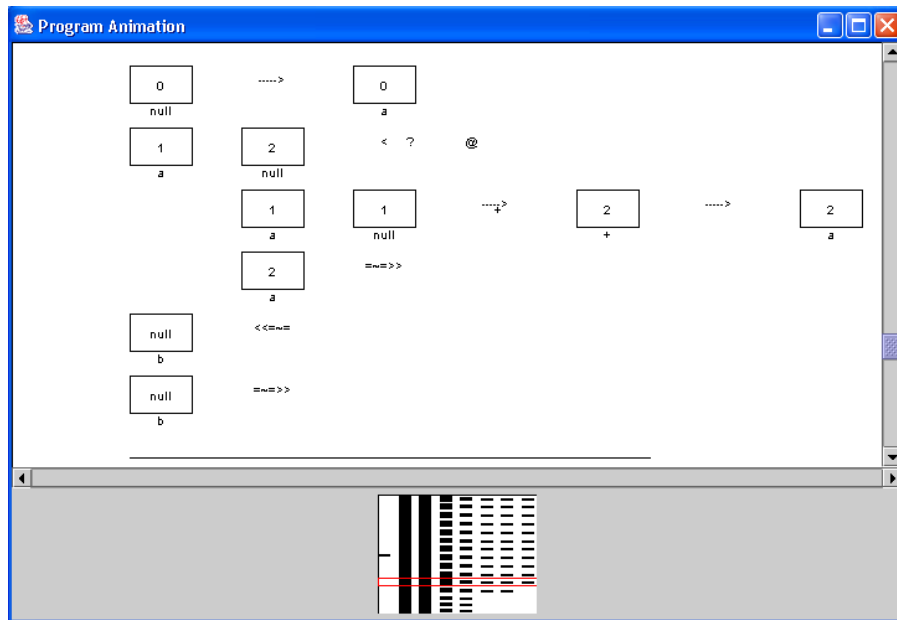 Program Animation
0 -----> 0
null a
1 2 < ? @
a null
1 1 -----> 2 -----> 2
+
a null + a
2 =~=>>
a
null <<=~=
b
null =~=>>
b